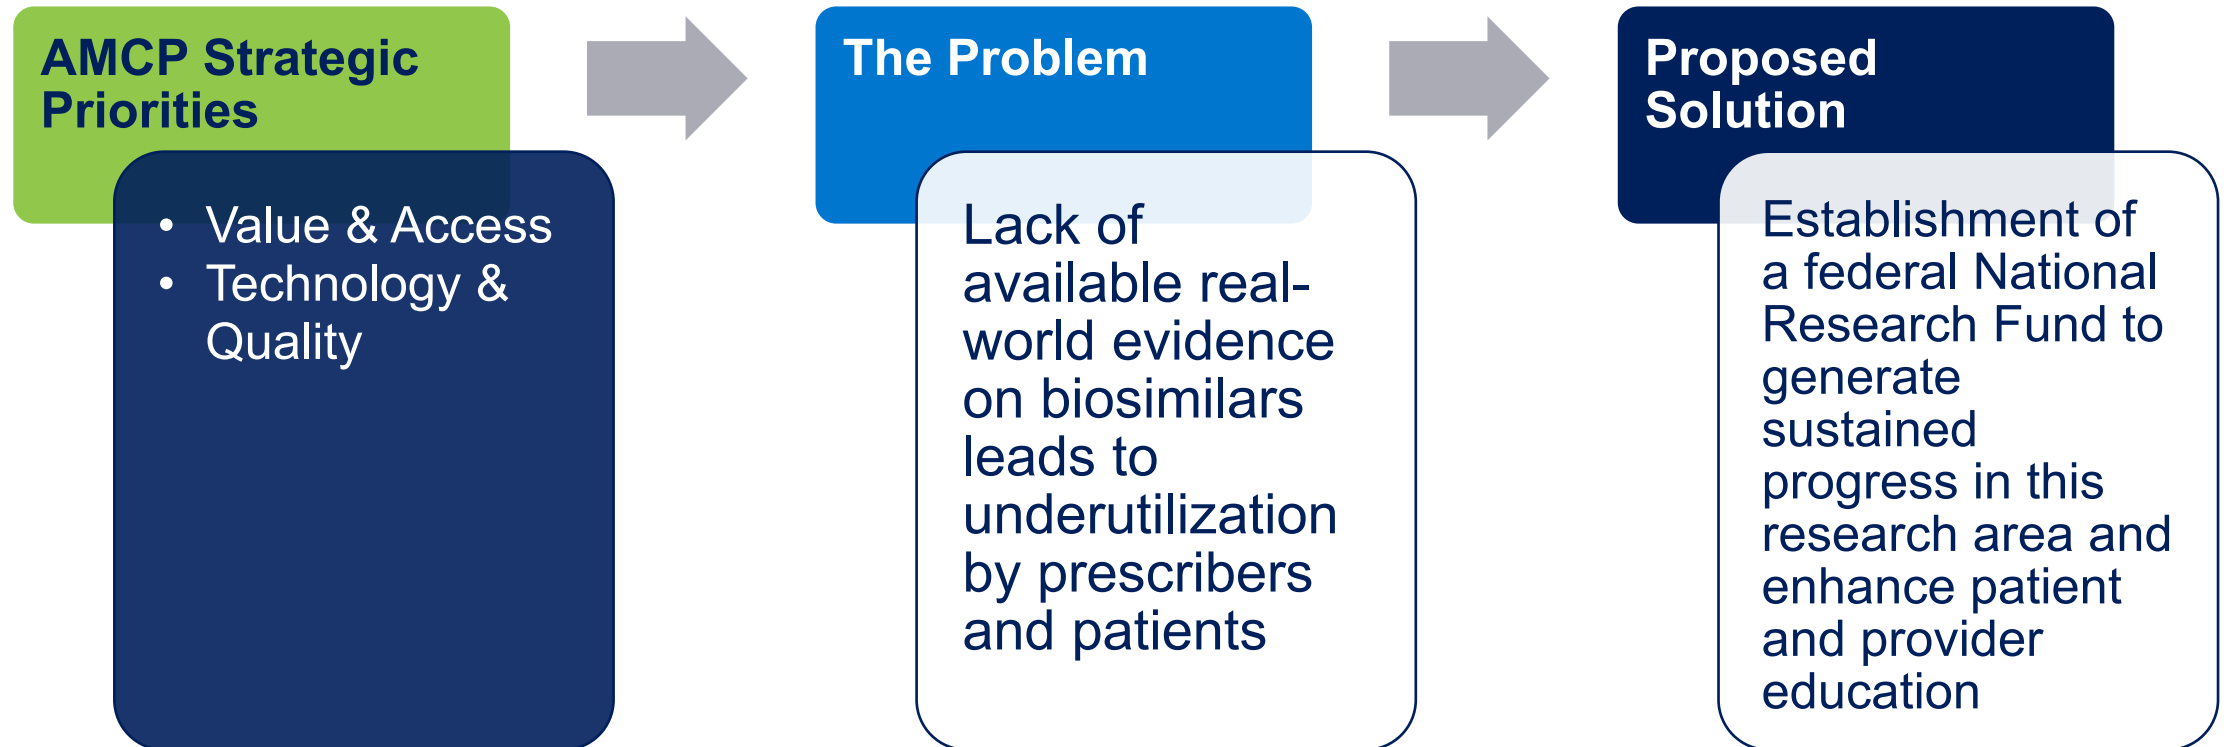 AMCP Strategic
Priorities
• Value & Access
• Technology &
Quality
The Problem
Lack of
available real-
world evidence
on biosimilars
leads to
underutilization
by prescribers
and patients
Proposed
Solution
Establishment of
a federal National
Research Fund to
generate
sustained
progress in this
research area and
enhance patient
and provider
education